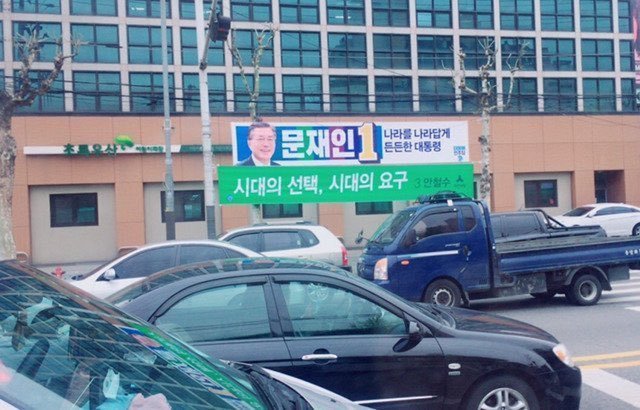 문재인 1
나라를 나라답게
든든한 대통령
시대의 선택, 시대의 요구 3 안철수